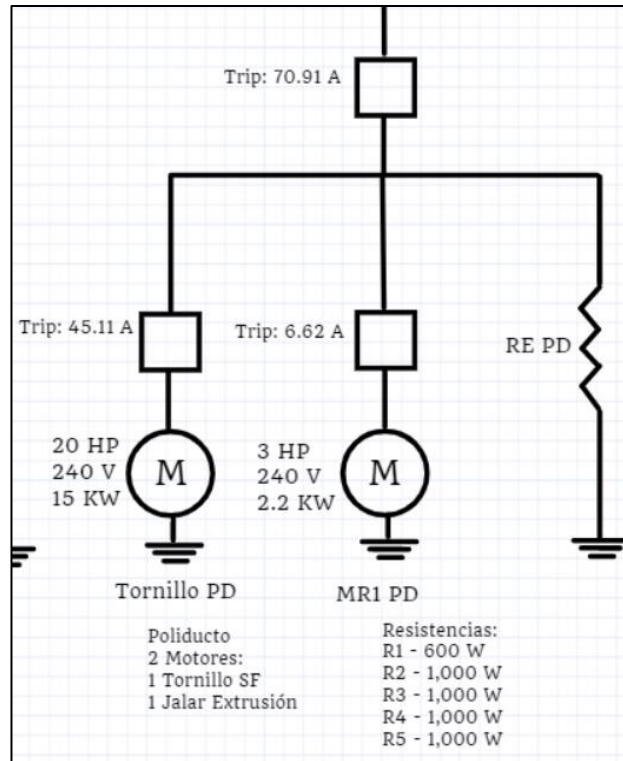 Trip: 70.91 A
Trip: 45.11 A
Trip: 6.62 A
RE PD
20 HP
240 V
15 KW
M
3 HP
240 V
2.2 KW
M
Tornillo PD
MR1 PD
Poliducto
2 Motores:
1 Tornillo SF
1 Jalar Extrusión
Resistencias:
R1 - 600 W
R2 - 1,000 W
R3 - 1,000 W
R4 - 1,000 W
R5 - 1,000 W